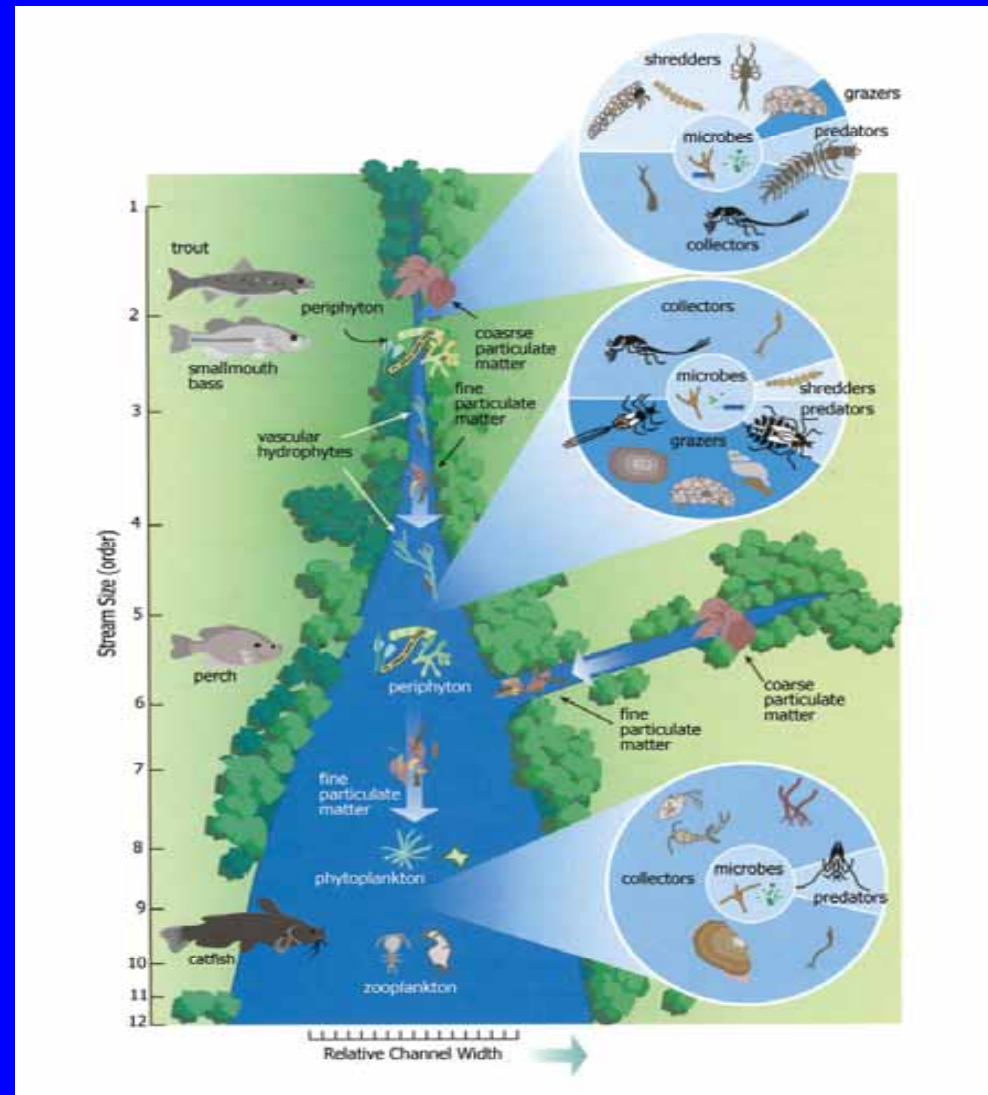 shredders
grazers
microbes
predators
collectors
1
trout
periphyton
2
coasrse
particulate
matter
smallmouth
bass
fine
particulate
matter
3
vascular
hydrophytes
collectors
microbes
shredders
predators
grazers
4
Stream Size (order)
5
perch
periphyton
6
fine
particulate
matter
coarse
particulate
matter
7
fine
particulate
matter
8
phytoplankton
collectors
microbes
predators
9
catfish
10
zooplankton
11
12
Relative Channel Width